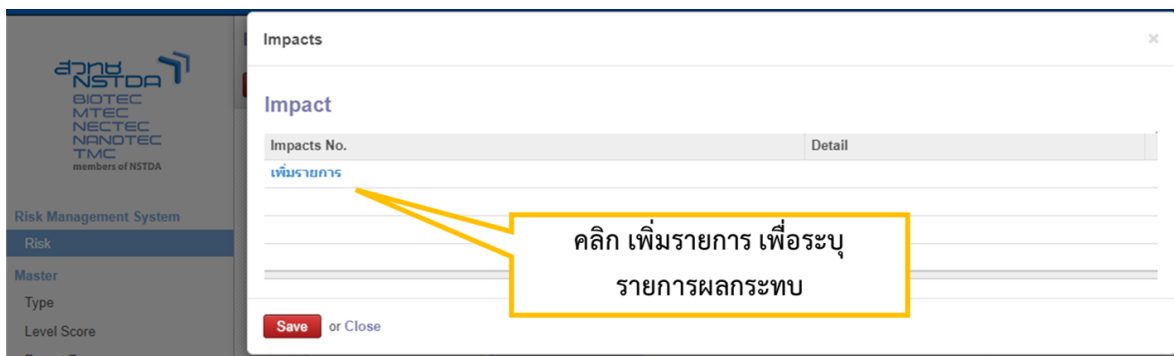 สวทช
NSTDA
BIOTEC
MTEC
NECTEC
NANOTEC
TMC
members of NSTDA
Risk Management System
Risk
Master
Type
Level Score
Impacts
×
Impact
Impacts No. Detail
เพิ่มรายการ
คลิก เพิ่มรายการ เพื่อระบุ
รายการผลกระทบ
Save or Close